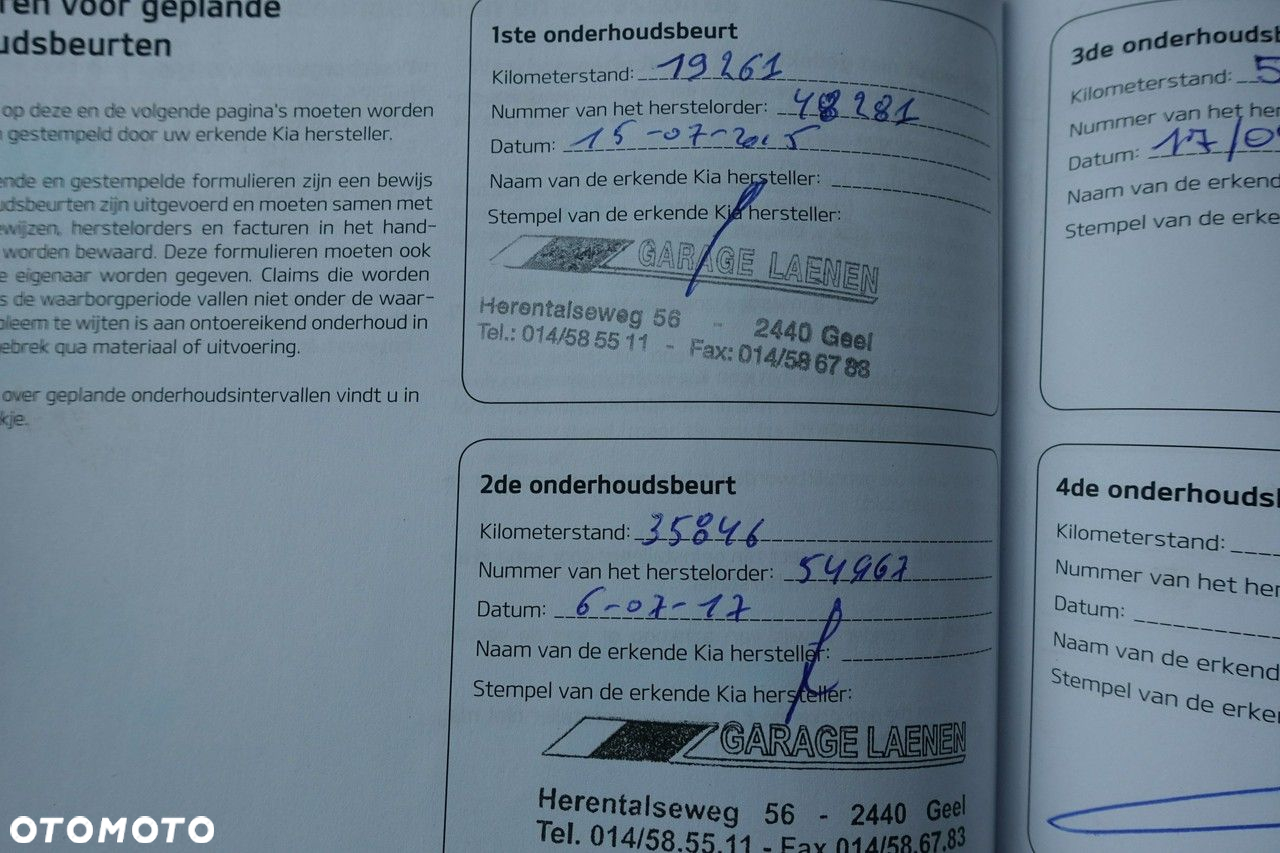 ren voor geplande
udsbeurten
op deze en de volgende pagina's moeten worden
gestempeld door uw erkende Kia hersteller.
ende en gestempelde formulieren zijn een bewijs
udsbeurten zijn uitgevoerd en moeten samen met
ewijzen, herstelorders en facturen in het hand-
worden bewaard. Deze formulieren moeten ook
e eigenaar worden gegeven. Claims die worden
s de waarborgperiode vallen niet onder de waar-
bleem te wijten is aan ontoereikend onderhoud in
ebrek qua materiaal of uitvoering.
over geplande onderhoudsintervallen vindt u in
kje.
1ste onderhoudsbeurt
Kilometerstand: 19261
Nummer van het herstelorder: 48281
Datum: 15-07-2015
Naam van de erkende Kia hersteller:
Stempel van de erkende Kia hersteller:
GARAGE LAENEN
Herentalseweg 56 - 2440 Geel
Tel.: 014/58 55 11 - Fax: 014/58 67 83
2de onderhoudsbeurt
Kilometerstand: 35846
Nummer van het herstelorder: 54967
Datum: 6-07-17
Naam van de erkende Kia hersteller:
Stempel van de erkende Kia hersteller:
GARAGE LAENEN
Herentalseweg 56 - 2440 Geel
Tel. 014/58.55.11 - Fax 014/58.67.83
3de onderhoudsb
Kilometerstand: 5
Nummer van het her
Datum: 17/09
Naam van de erkend
Stempel van de erke
4de onderhouds
Kilometerstand:
Nummer van het her
Datum:
Naam van de erkend
Stempel van de erke
OTOMOTO